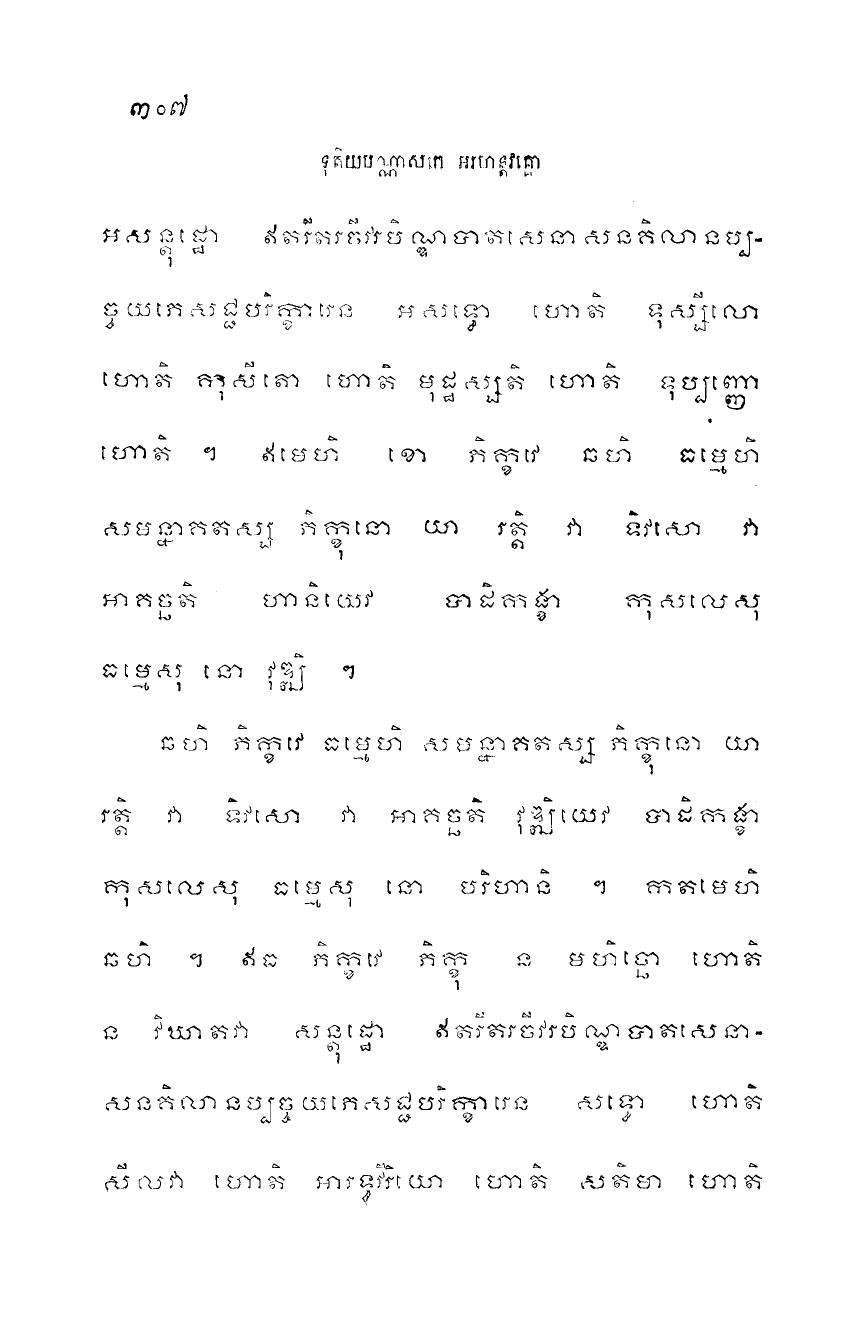 ៣០៧
ទុតិយបណ្ណាសកេ អរហន្តវគ្គោ
អសន្តុដ្ឋោ ឥតរីតរចីវរបិណ្ឌបាតសេនាសនគិលានប្ប-
ច្ចយភេសជ្ជបរិក្ខារេន អសទ្ធោ ហោតិ ទុស្សីលោ
ហោតិ កុសីតោ ហោតិ មុដ្ឋស្សតិ ហោតិ ទុប្បញ្ញោ
ហោតិ ។ ឥមេហិ ខោ ភិក្ខវេ ឆហិ ធម្មេហិ
សមន្នាគតស្ស ភិក្ខុនោ យា រត្តិ វា ទិវសោ វា
អាគច្ឆតិ ហានិយេវ បាដិកង្ខា កុសលេសុ
ធម្មេសុ នោ វុឌ្ឍិ ។
ឆហិ ភិក្ខវេ ធម្មេហិ សមន្នាគតស្ស ភិក្ខុនោ យា
រត្តិ វា ទិវសោ វា អាគច្ឆតិ វុឌ្ឍិយេវ បាដិកង្ខា
កុសលេសុ ធម្មេសុ នោ បរិហានិ ។ កតមេហិ
ឆហិ ។ ឥធ ភិក្ខវេ ភិក្ខុ ន មហិច្ឆោ ហោតិ
ន វិឃាតវា សន្តុដ្ឋោ ឥតរីតរចីវរបិណ្ឌបាតសេនា-
សនគិលានប្បច្ចយភេសជ្ជបរិក្ខារេន សទ្ធោ ហោតិ
សីលវា ហោតិ អារទ្ធវីរិយោ ហោតិ សតិមា ហោតិ